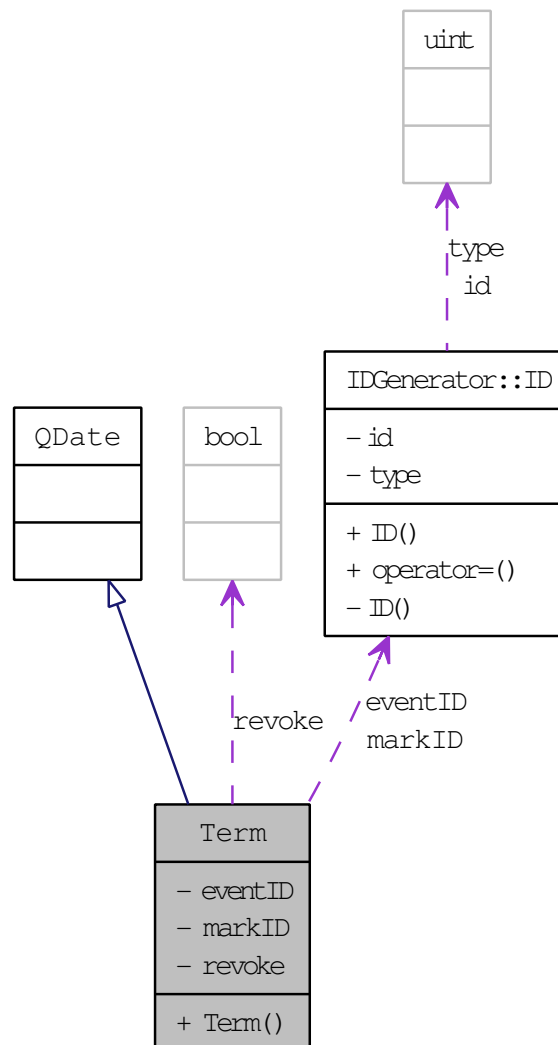 uint
type
id
IDGenerator::ID
- id
- type
+ ID()
+ operator=()
- ID()
QDate
bool
revoke
eventID
markID
Term
- eventID
- markID
- revoke
+ Term()